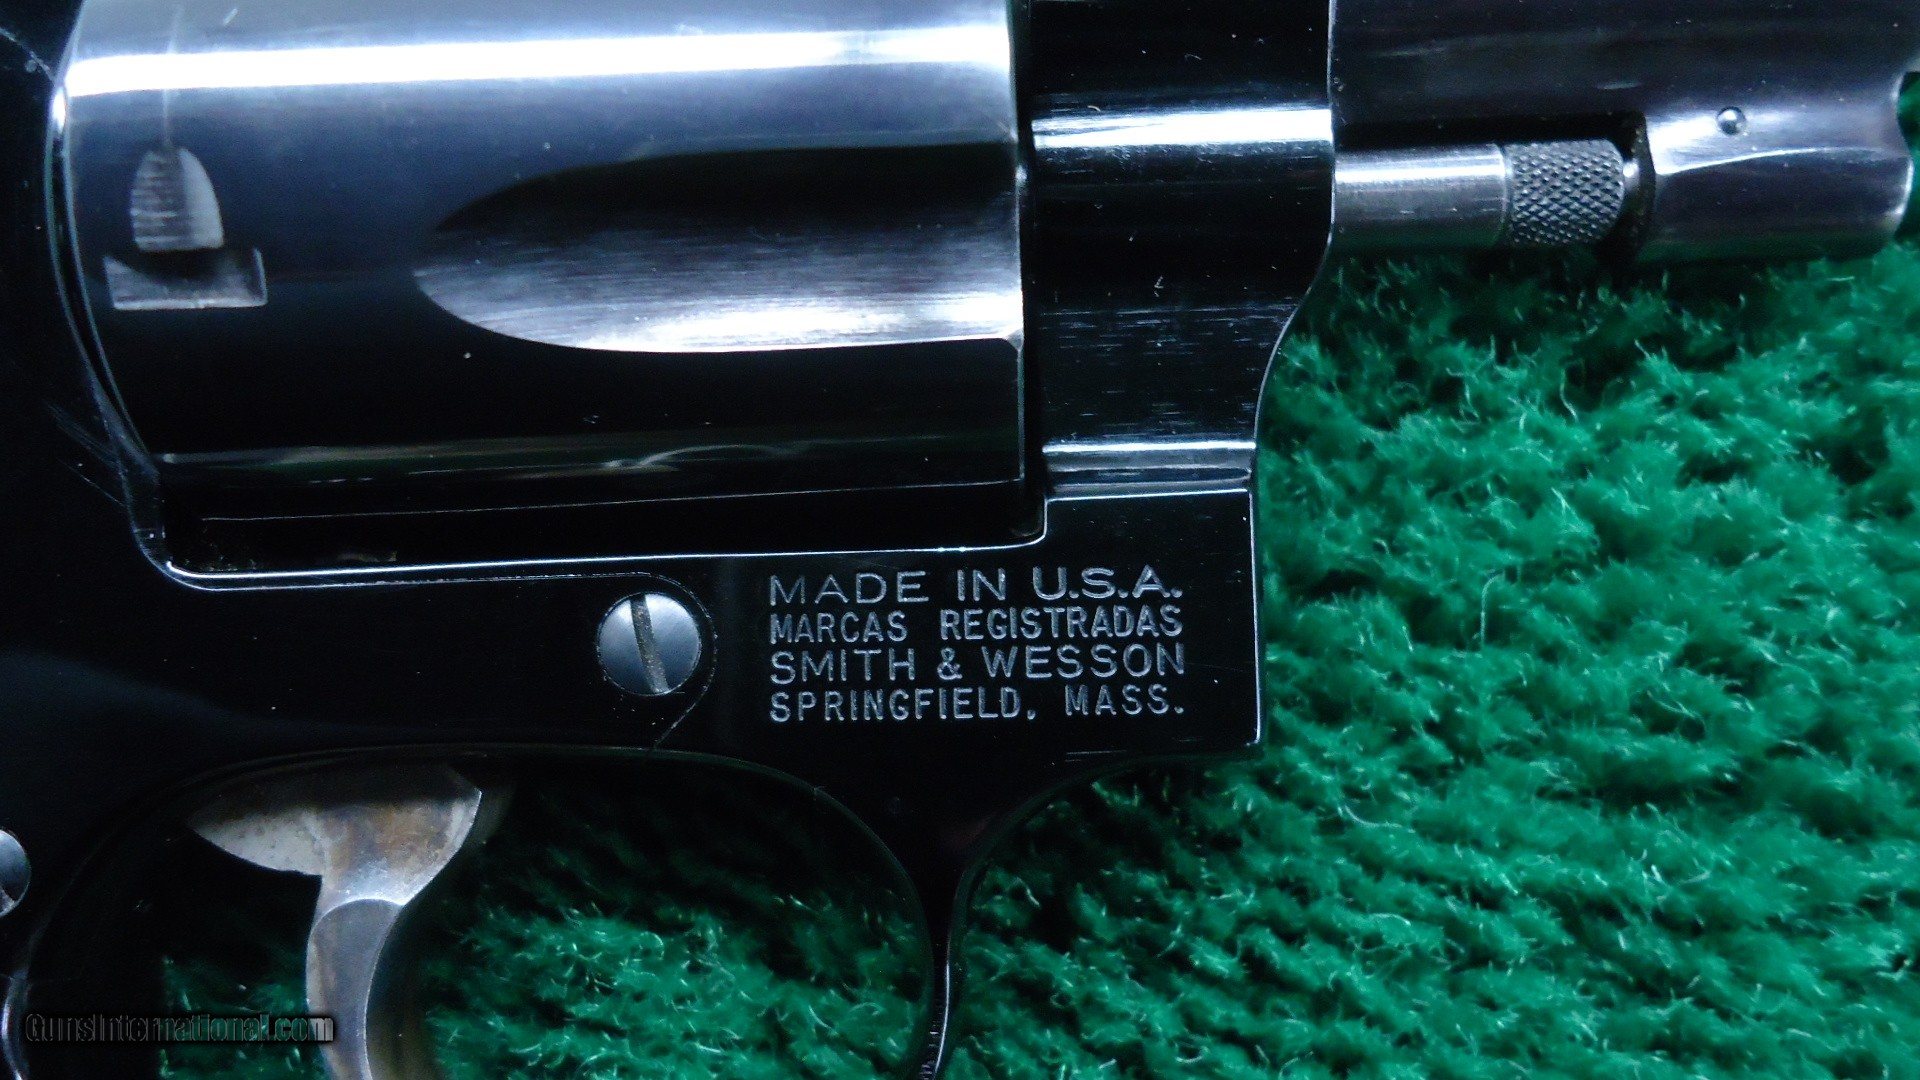 MADE IN U.S.A.
MARCAS REGISTRADAS
SMITH & WESSON
SPRINGFIELD, MASS.
GunsInternational.com